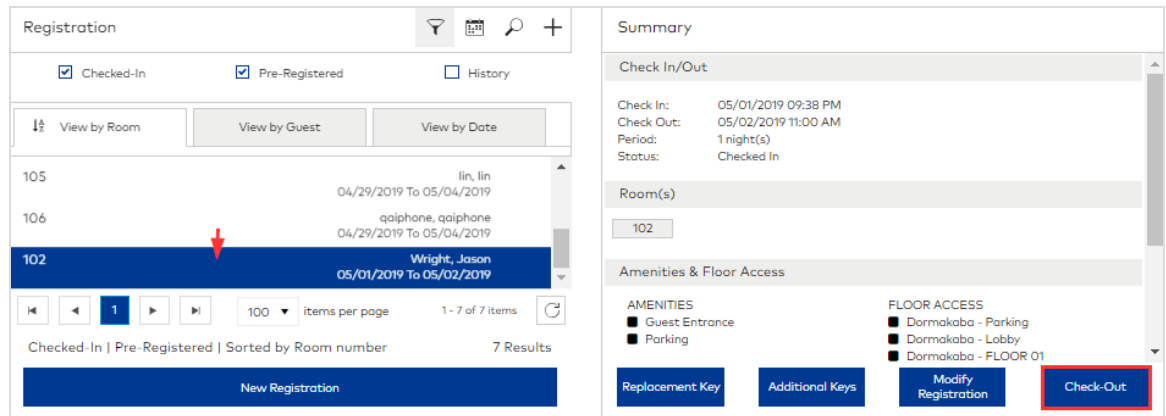 Registration
Checked-In Pre-Registered History
View by Room View by Guest View by Date
105 lin, lin
04/29/2019 To 05/04/2019
106 qaiphone, qaiphone
04/29/2019 To 05/04/2019
102 Wright, Jason
05/01/2019 To 05/02/2019
1 100 items per page 1 - 7 of 7 items
Checked-In | Pre-Registered | Sorted by Room number 7 Results
New Registration
Summary
Check In/Out
Check In: 05/01/2019 09:38 PM
Check Out: 05/02/2019 11:00 AM
Period: 1 night(s)
Status: Checked In
Room(s)
102
Amenities & Floor Access
AMENITIES
Guest Entrance
Parking
FLOOR ACCESS
Dormakaba - Parking
Dormakaba - Lobby
Dormakaba - FLOOR 01
Replacement Key
Additional Keys
Modify
Registration
Check-Out